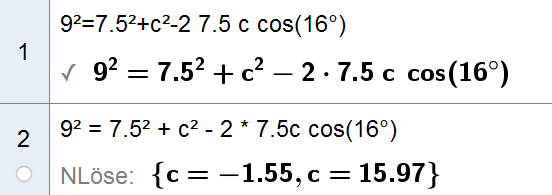 1
9²=7.5²+c²-2 7.5 c cos(16°)
✓ 9² = 7.5² + c² − 2 · 7.5 c cos(16°)
2
9² = 7.5² + c² - 2 * 7.5c cos(16°)
NLöse: {c = −1.55, c = 15.97}